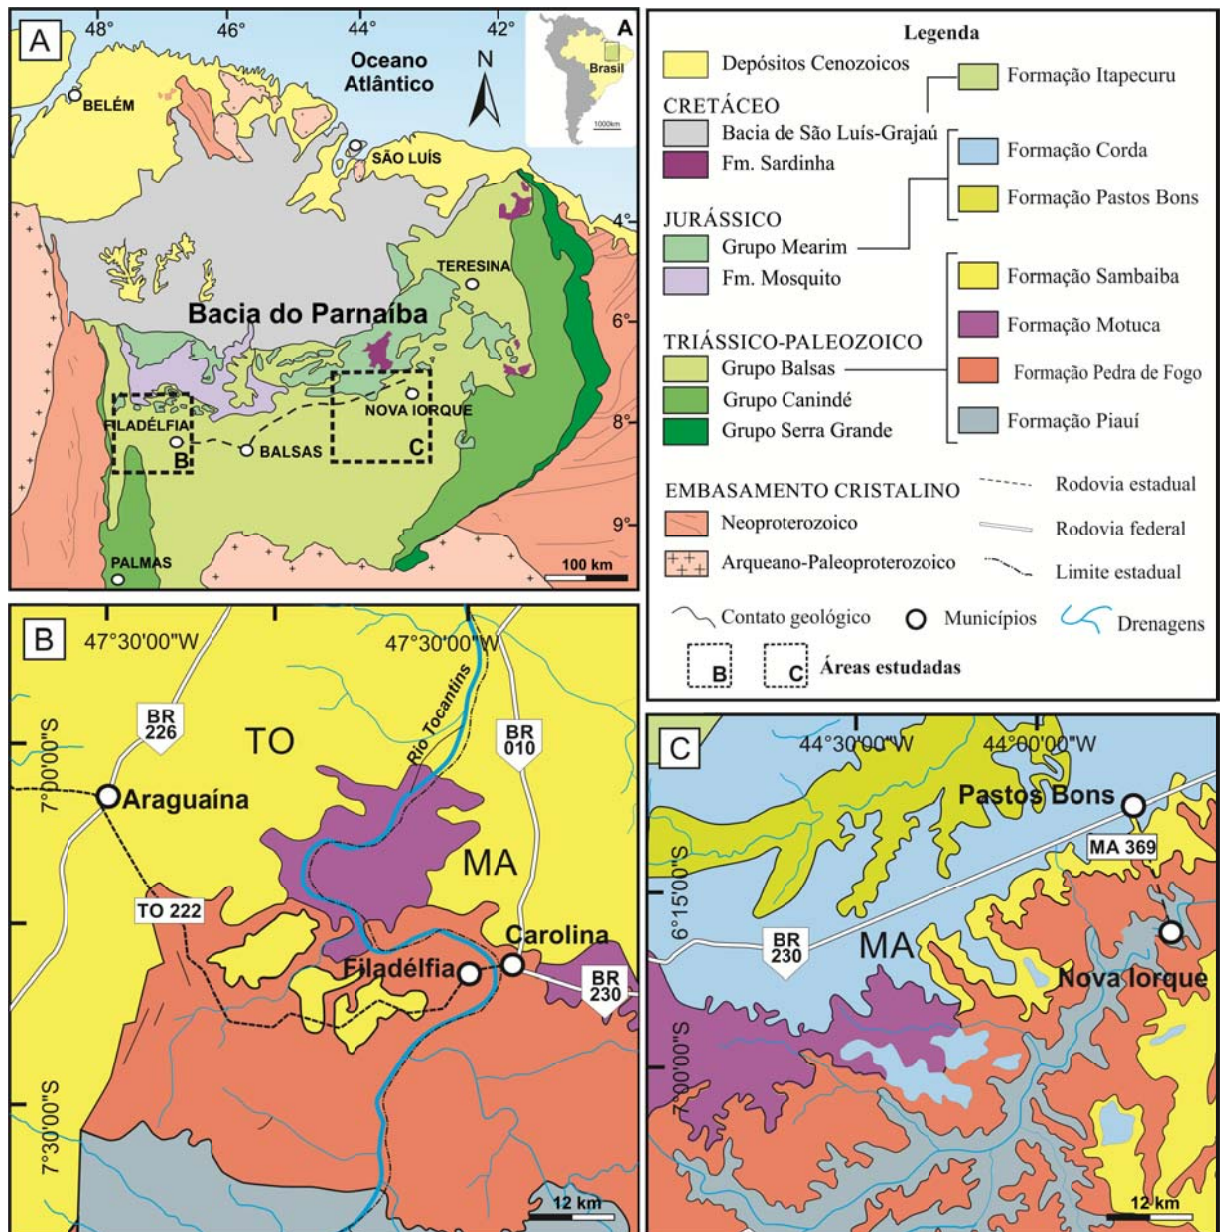 A
48°
46°
44°
42°
Oceano
Atlântico
N
A
Brasil
1000km
BELÉM
SÃO LUÍS
4°
TERESINA
Bacia do Parnaíba
6°
NOVA IORQUE
FILADÉLFIA
8°
BALSAS
B
C
9°
PALMAS
100 km
Legenda
Depósitos Cenozoicos
Formação Itapecuru
CRETÁCEO
Bacia de São Luís-Grajaú
Formação Corda
Fm. Sardinha
Formação Pastos Bons
JURÁSSICO
Grupo Mearim
Formação Sambaiba
Fm. Mosquito
Formação Motuca
TRIÁSSICO-PALEOZOICO
Grupo Balsas
Formação Pedra de Fogo
Grupo Canindé
Formação Piauí
Grupo Serra Grande
EMBASAMENTO CRISTALINO
Rodovia estadual
Neoproterozoico
Rodovia federal
Arqueano-Paleoproterozoico
Limite estadual
Contato geológico
Municípios
Drenagens
B
C
Áreas estudadas
B
47°30'00"W
47°30'00"W
BR
226
TO
Rio Tocantins
BR
010
7°00'00"S
Araguaína
MA
TO 222
Carolina
Filadélfia
BR
230
7°30'00"S
12 km
C
44°30'00"W
44°00'00"W
Pastos Bons
MA 369
6°15'00"S
BR
230
MA
Nova Iorque
7°00'00"S
12 km